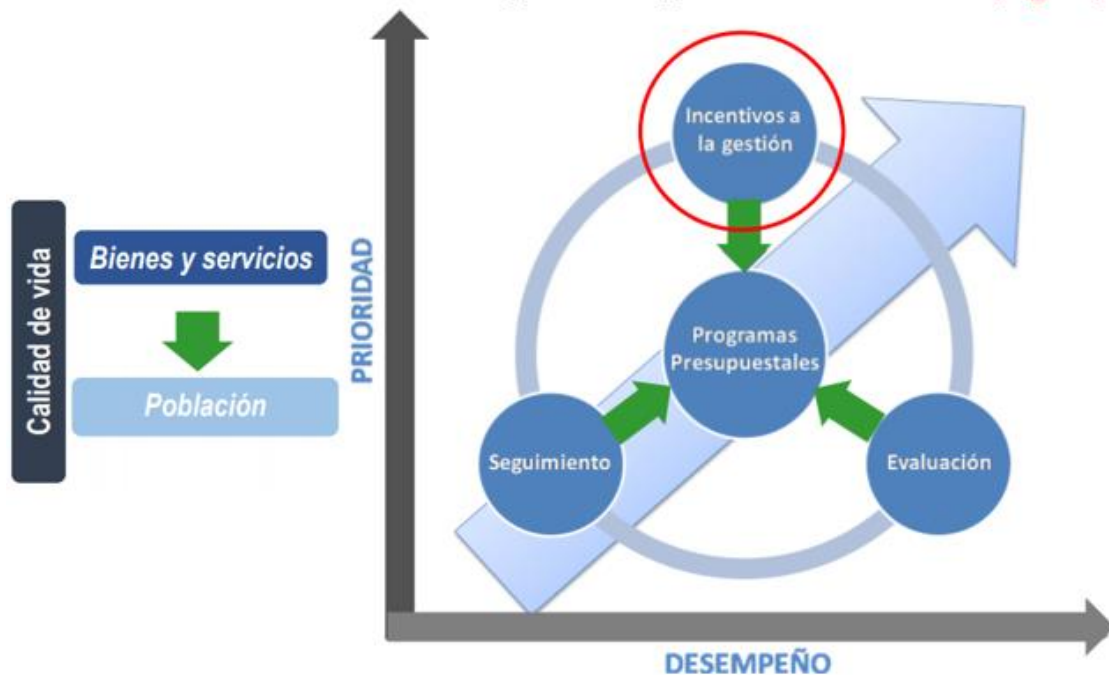 Calidad de vida
Bienes y servicios
Población
PRIORIDAD
Incentivos a
la gestión
Programas
Presupuestales
Seguimiento
Evaluación
DESEMPEÑO